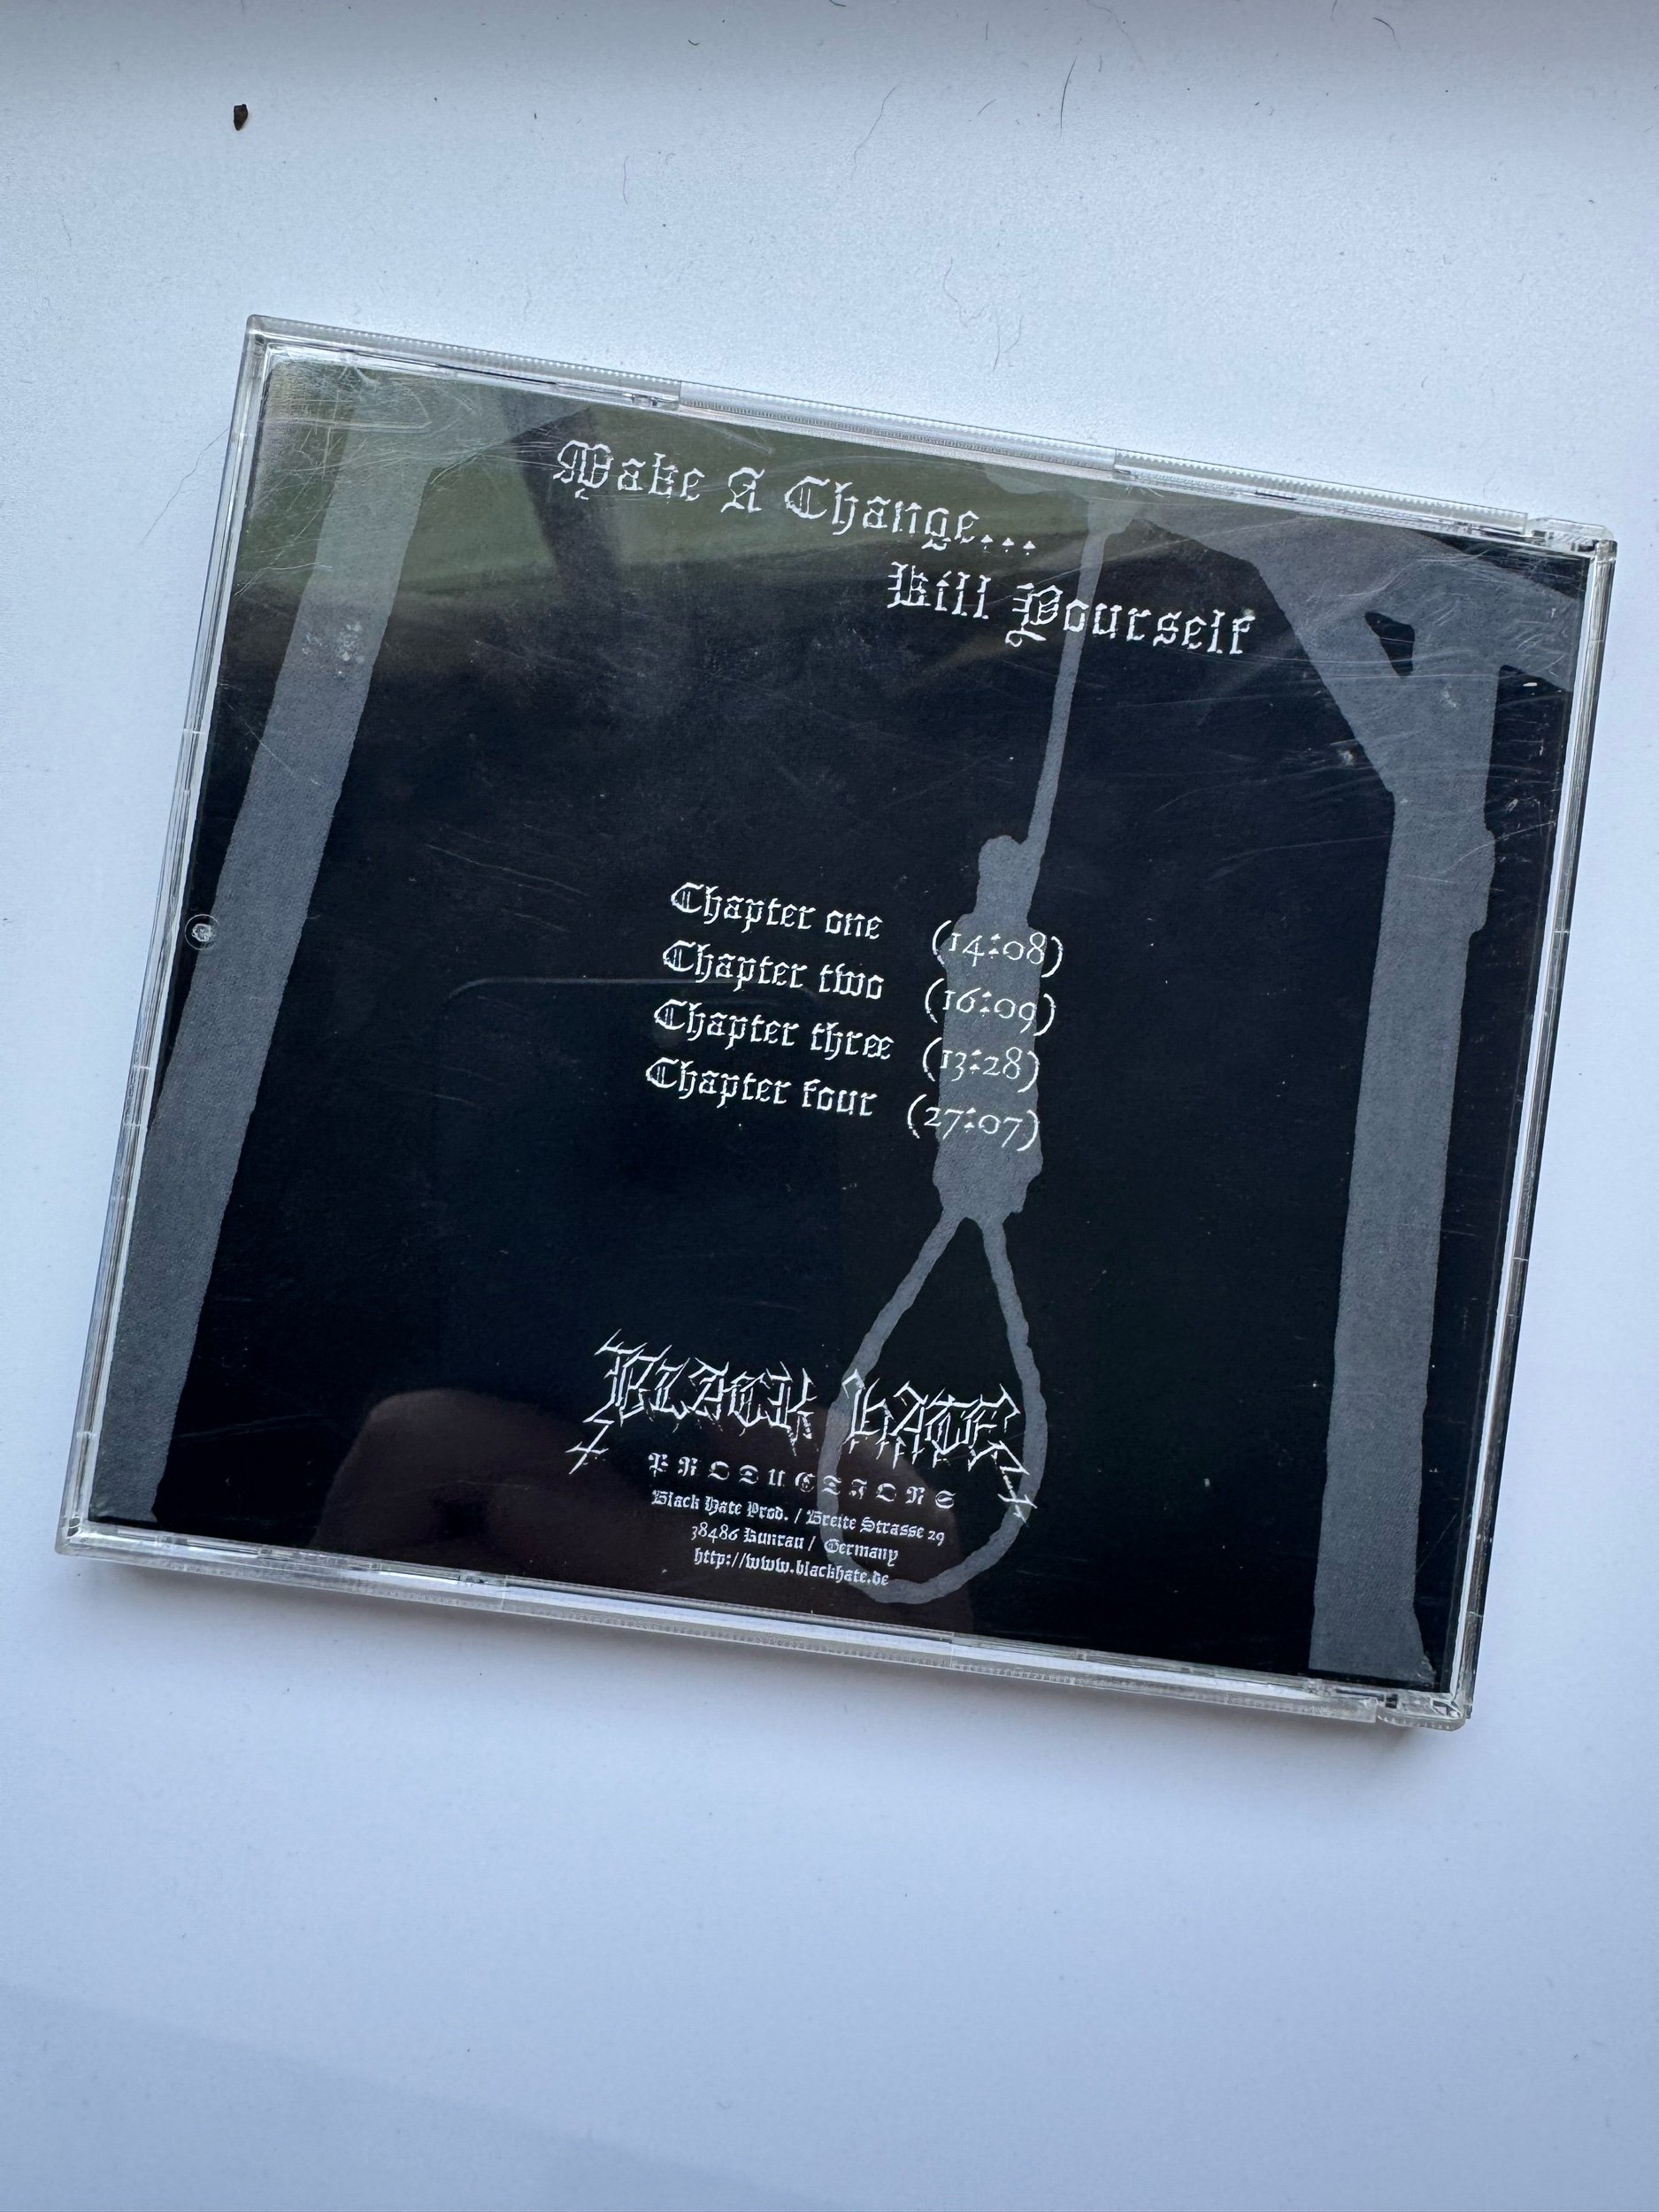 Make A Change...
Kill Yourself
Chapter one (14:08)
Chapter two (16:09)
Chapter three (13:28)
Chapter four (27:07)
BLACK HATE
PRODUCTIONS
Black Hate Prod. / Breite Strasse 29
38486 Kunrau / Germany
http://www.blackhate.de